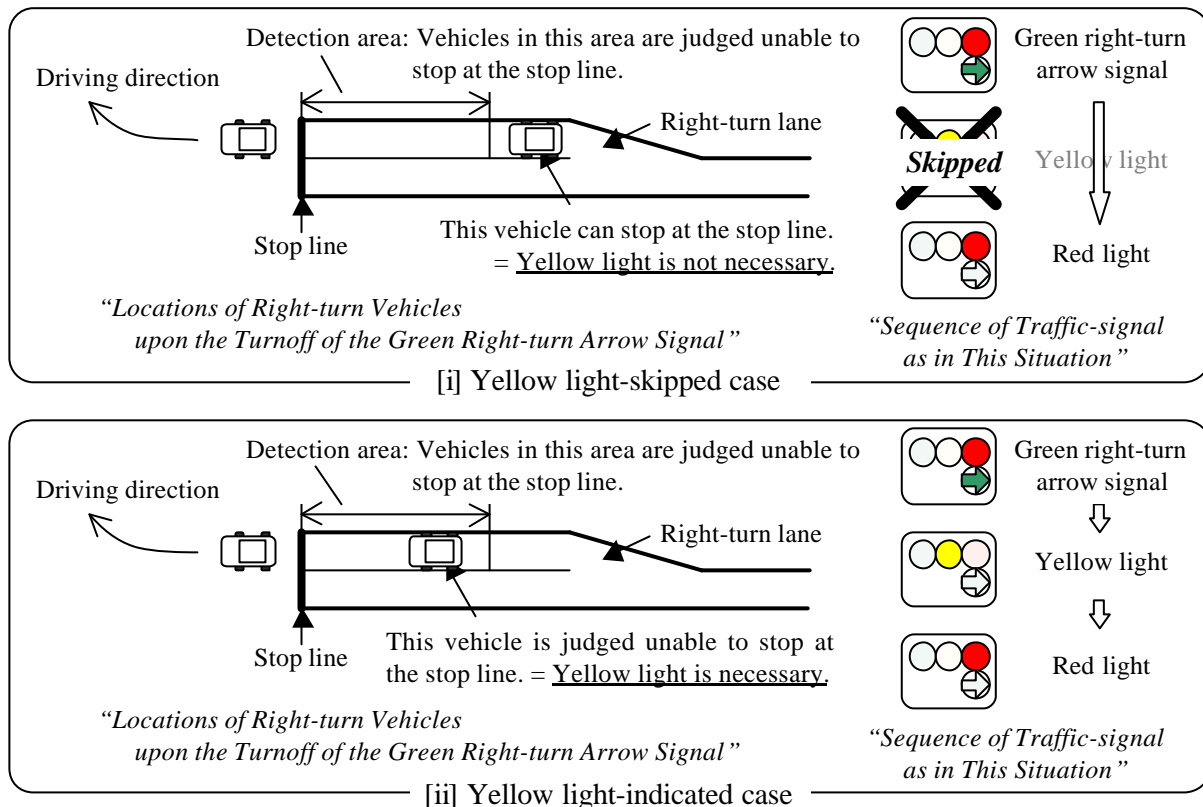 Detection area: Vehicles in this area are judged unable to
stop at the stop line.
Driving direction
Right-turn lane
Stop line
This vehicle can stop at the stop line.
= Yellow light is not necessary.
“Locations of Right-turn Vehicles
upon the Turnoff of the Green Right-turn Arrow Signal”
Green right-turn
arrow signal
Skipped
Yellow light
Red light
“Sequence of Traffic-signal
as in This Situation”
[i] Yellow light-skipped case
Detection area: Vehicles in this area are judged unable to
stop at the stop line.
Driving direction
Right-turn lane
Stop line
This vehicle is judged unable to stop at
the stop line. = Yellow light is necessary.
“Locations of Right-turn Vehicles
upon the Turnoff of the Green Right-turn Arrow Signal”
Green right-turn
arrow signal
Yellow light
Red light
“Sequence of Traffic-signal
as in This Situation”
[ii] Yellow light-indicated case